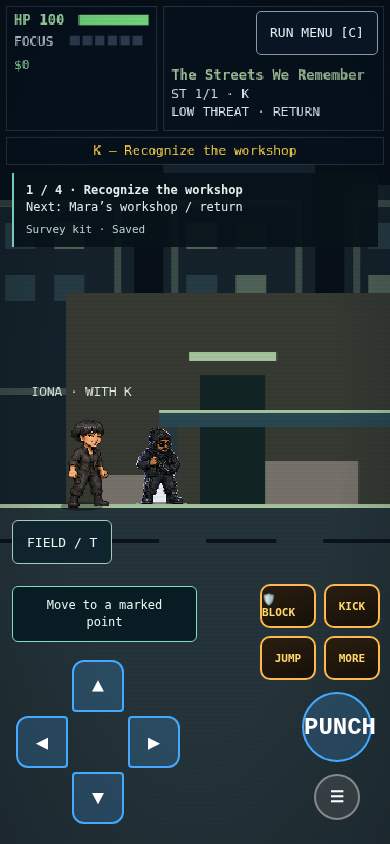 HP 100
FOCUS
$0
RUN MENU [C]
The Streets We Remember
ST 1/1 · K
LOW THREAT · RETURN
K — Recognize the workshop
1 / 4 · Recognize the workshop
Next: Mara's workshop / return
Survey kit · Saved
IONA · WITH K
FIELD / T
Move to a marked
point
BLOCK
KICK
JUMP
MORE
PUNCH